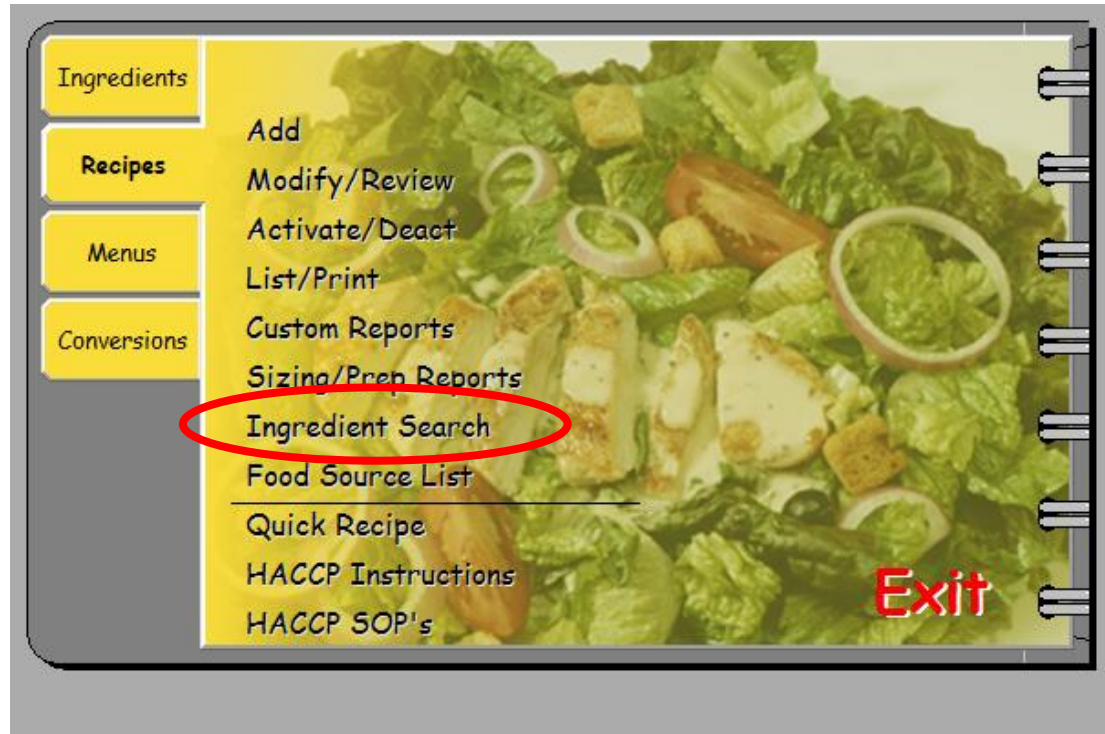 Ingredients
Recipes
Menus
Conversions
Add
Modify/Review
Activate/Deact
List/Print
Custom Reports
Sizing/Prep Reports
Ingredient Search
Food Source List
Quick Recipe
HACCP Instructions
HACCP SOP's
Exit